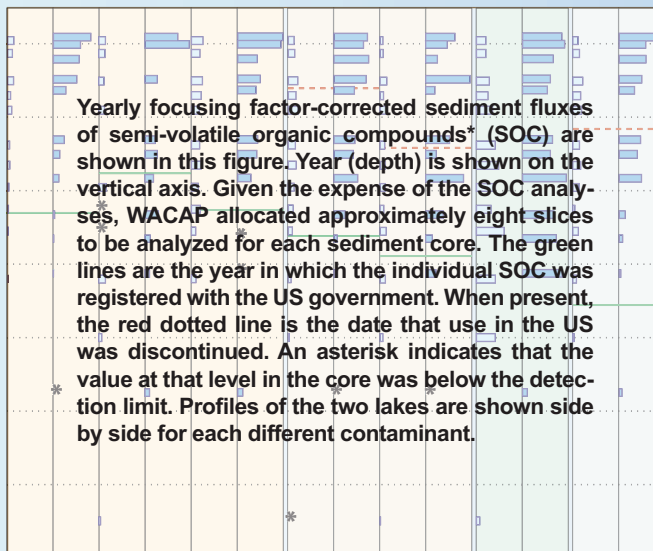 Yearly focusing factor-corrected sediment fluxes
of semi-volatile organic compounds* (SOC) are
shown in this figure. Year (depth) is shown on the
vertical axis. Given the expense of the SOC analy-
ses, WACAP allocated approximately eight slices
to be analyzed for each sediment core. The green
lines are the year in which the individual SOC was
registered with the US government. When present,
the red dotted line is the date that use in the US
was discontinued. An asterisk indicates that the
value at that level in the core was below the detec-
tion limit. Profiles of the two lakes are shown side
by side for each different contaminant.